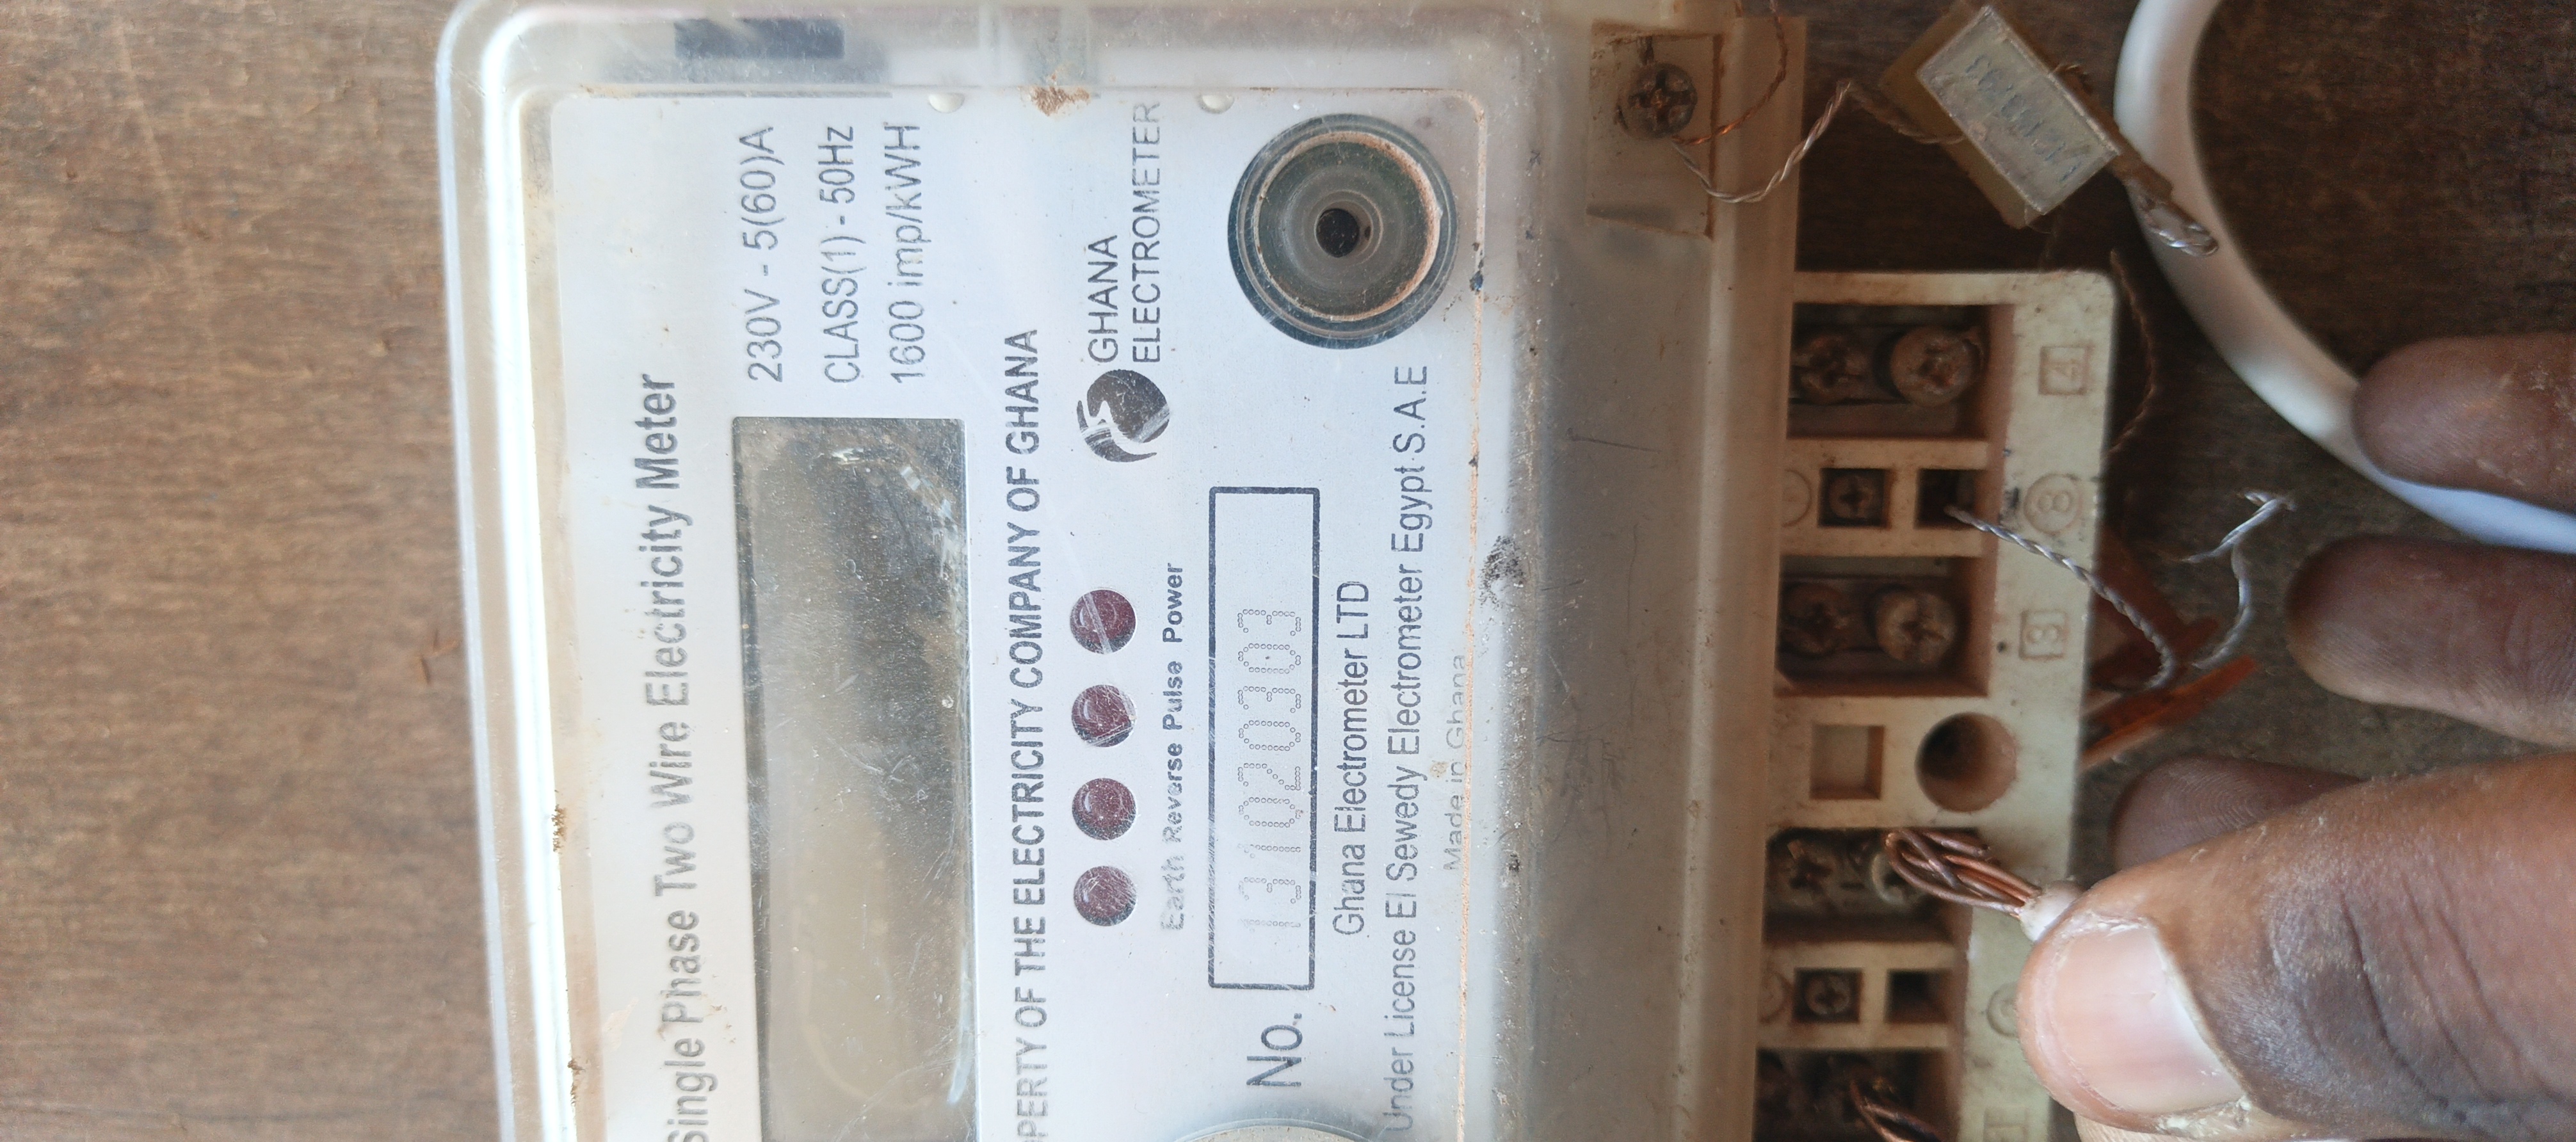 Single Phase Two Wire Electricity Meter
230V - 5(60)A
CLASS(1) - 50Hz
1600 imp/kWH
PERTY OF THE ELECTRICITY COMPANY OF GHANA
GHANA
ELECTROMETER
Earth Reverse Pulse Power
No.
Ghana Electrometer LTD
Under License El Sewedy Electrometer Egypt S.A.E
Made in Ghana
4
8
3
1